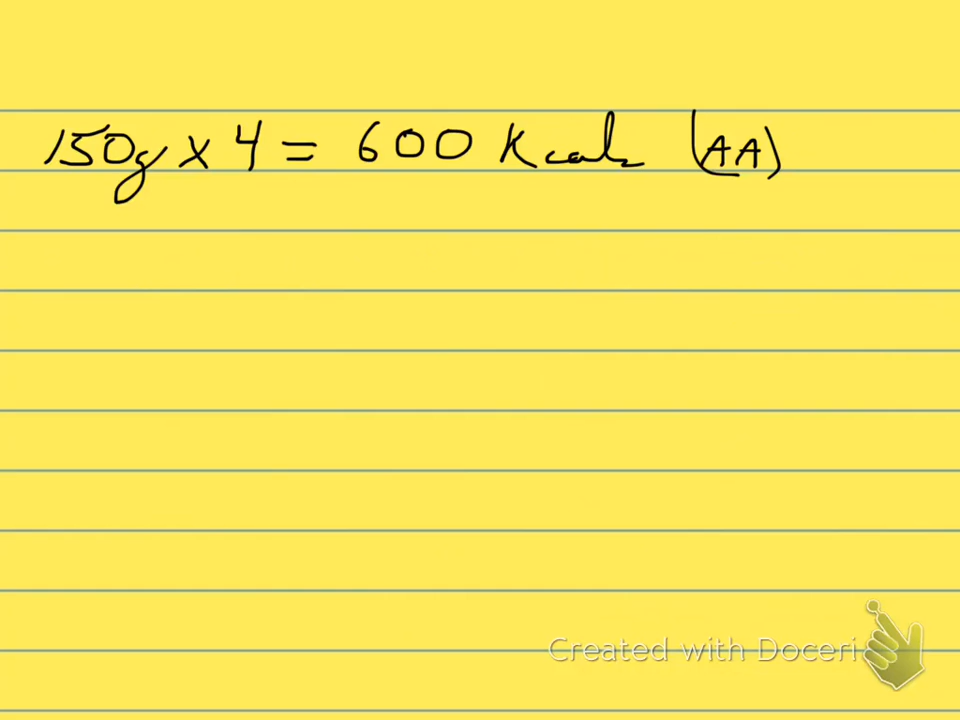 150g x 4 = 600 Kcals (AA)
Created with Doceri